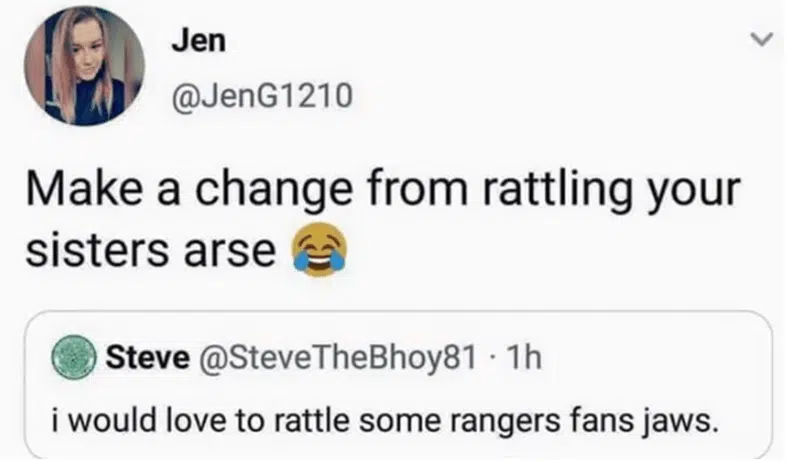 Jen
@JenG1210
Make a change from rattling your
sisters arse 😂
Steve @SteveTheBhoy81 · 1h
i would love to rattle some rangers fans jaws.